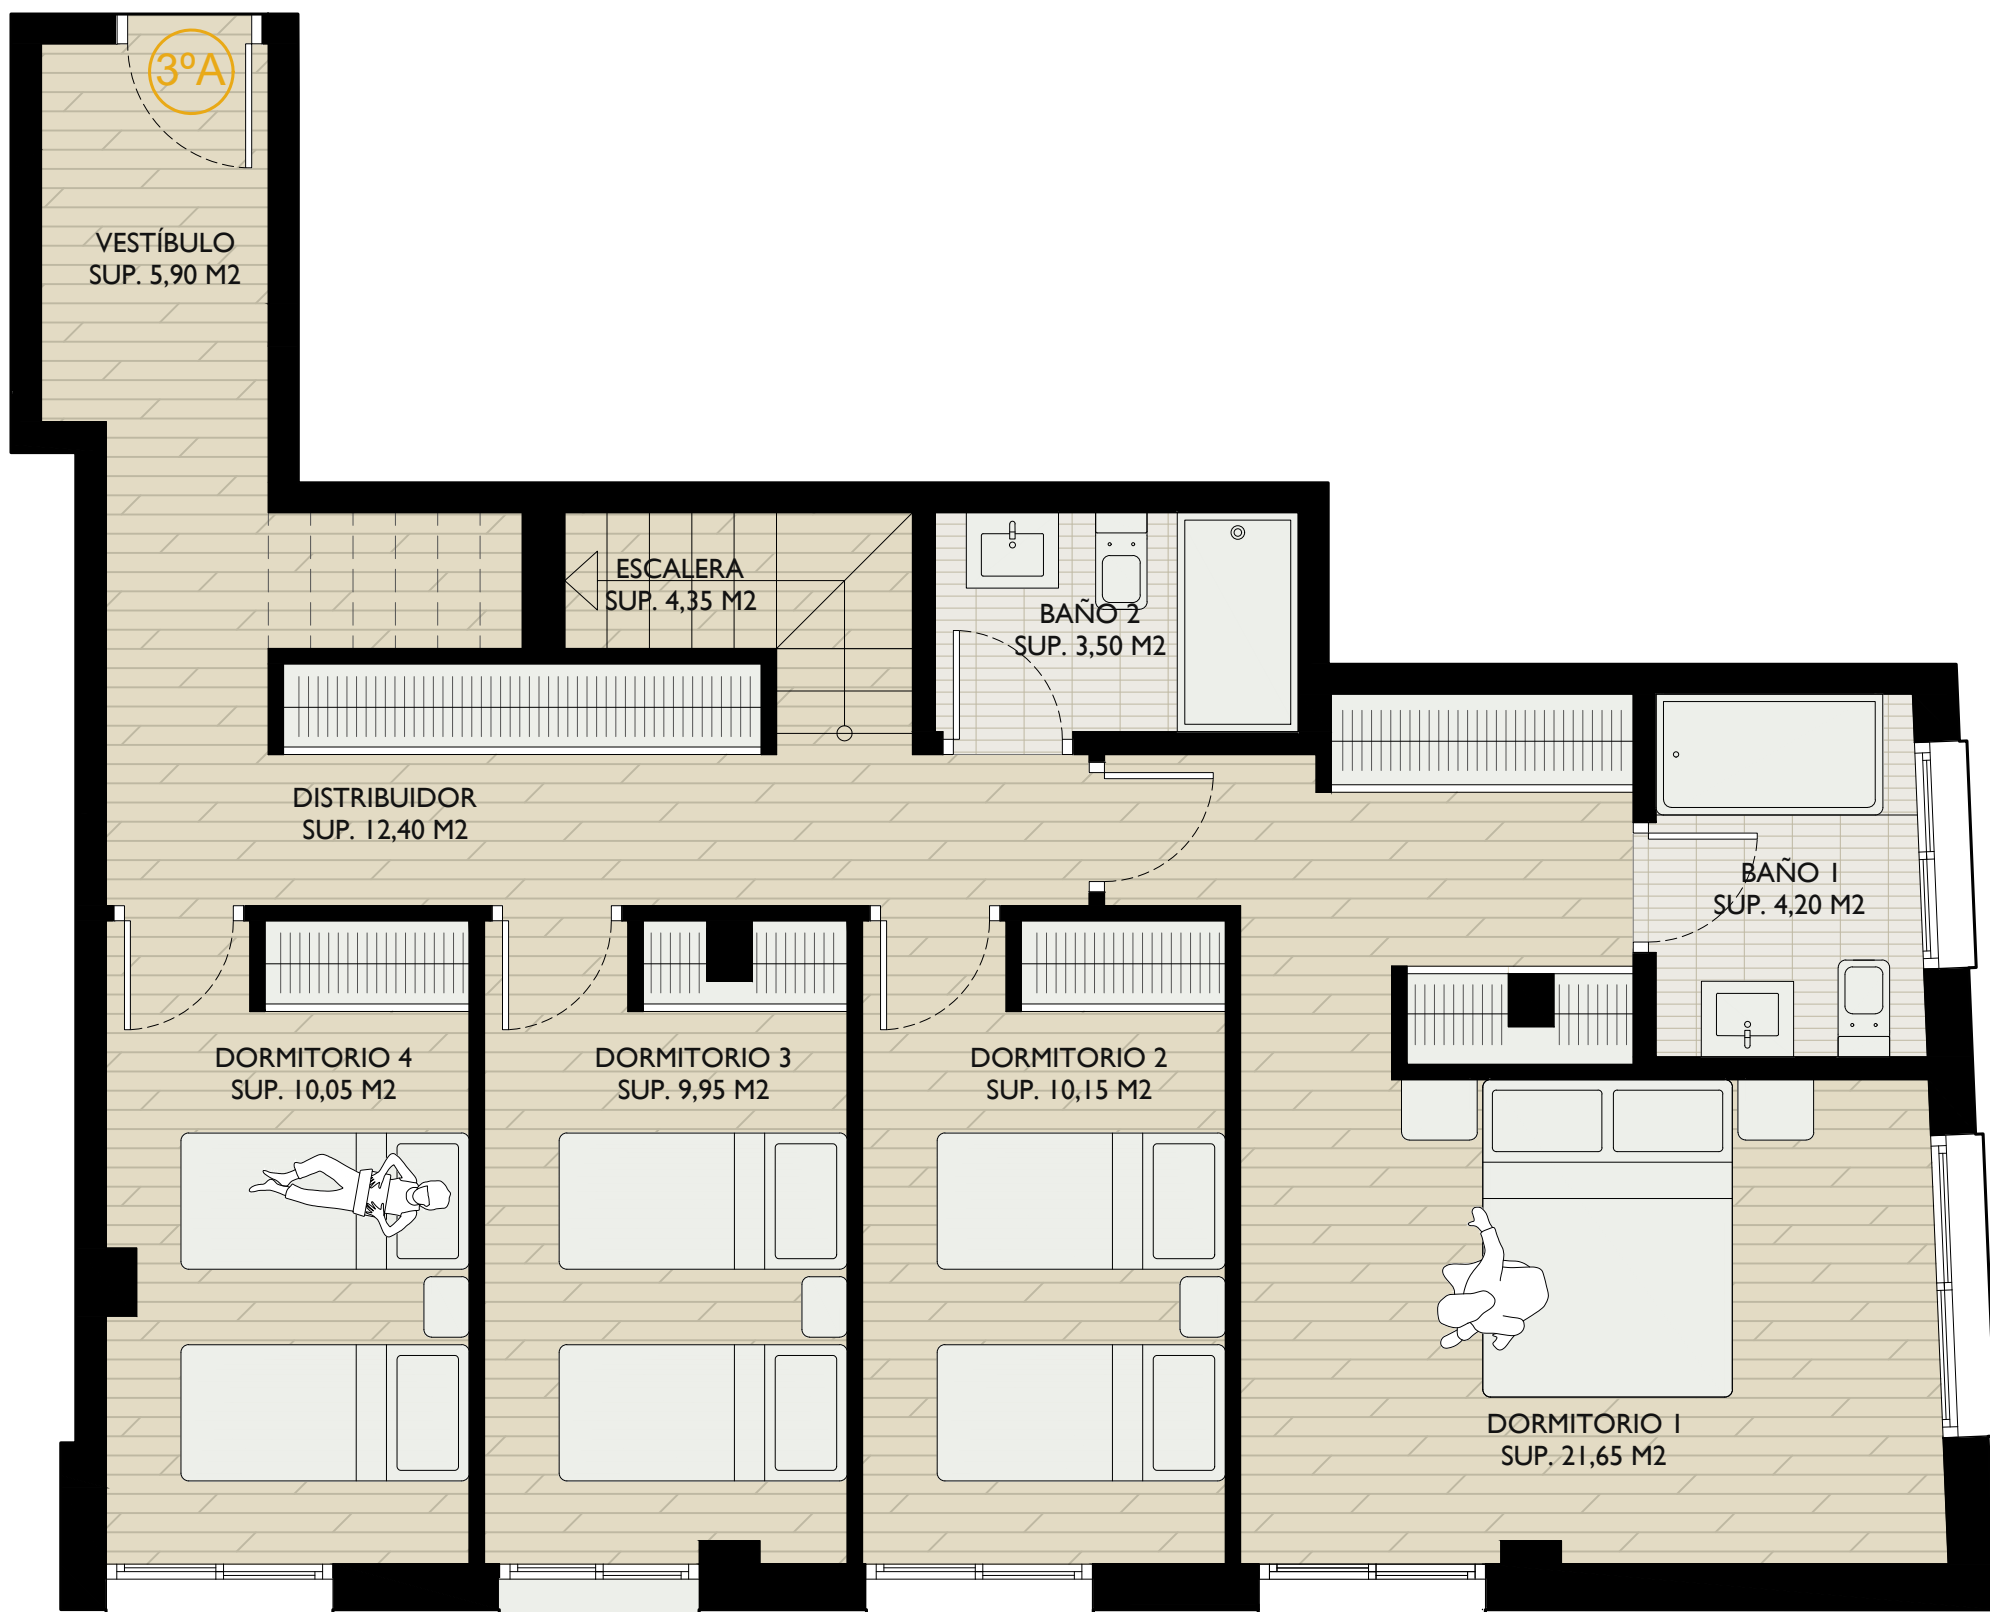 3ºA
VESTÍBULO
SUP. 5,90 M2
ESCALERA
SUP. 4,35 M2
BAÑO 2
SUP. 3,50 M2
DISTRIBUIDOR
SUP. 12,40 M2
BAÑO 1
SUP. 4,20 M2
DORMITORIO 4
SUP. 10,05 M2
DORMITORIO 3
SUP. 9,95 M2
DORMITORIO 2
SUP. 10,15 M2
DORMITORIO 1
SUP. 21,65 M2